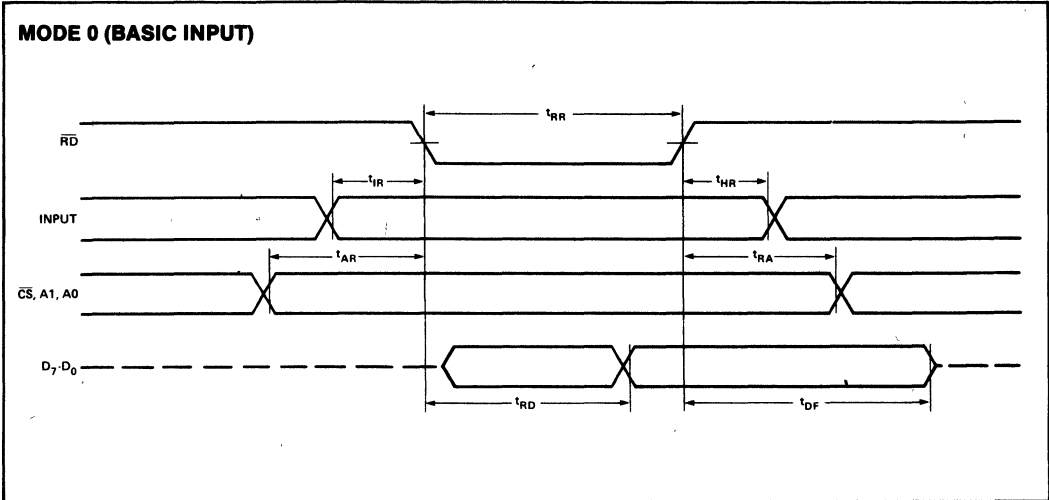 MODE 0 (BASIC INPUT)
tRR
RD
tIR
tHR
INPUT
tAR
tRA
CS, A1, A0
D7-D0
tRD
tDF